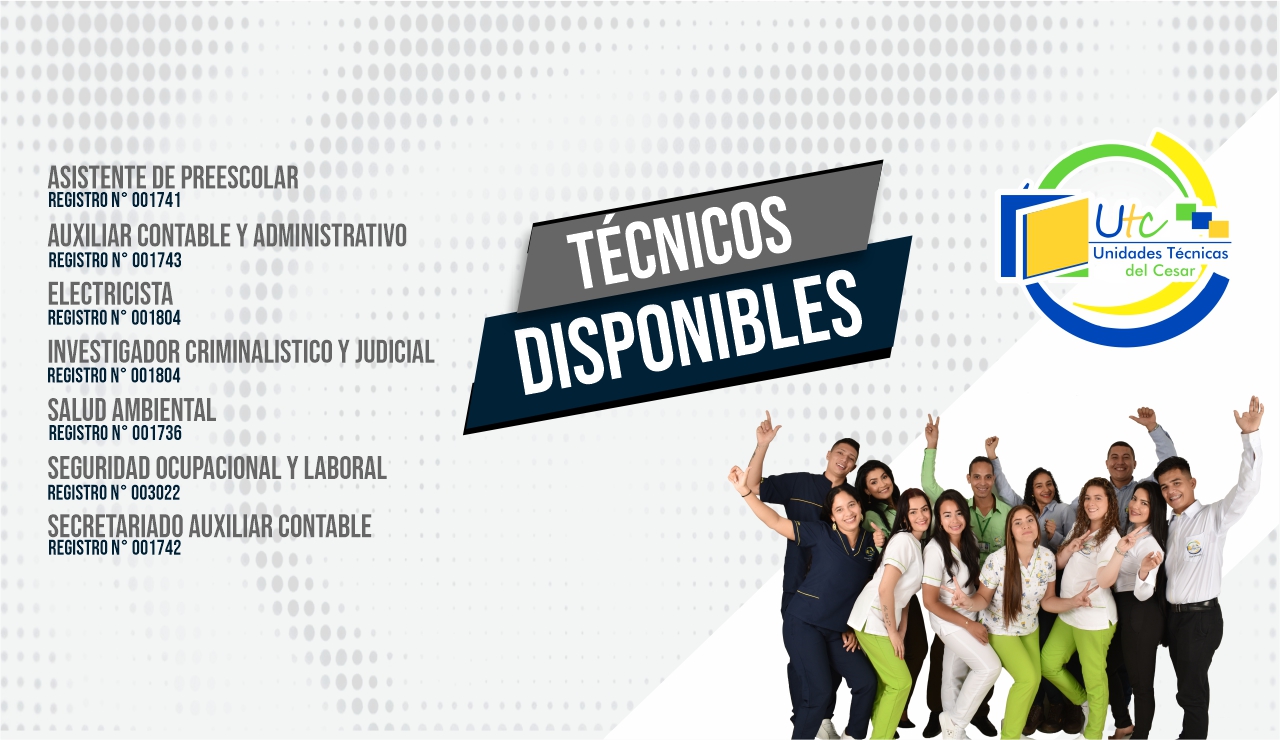 ASISTENTE DE PREESCOLAR
REGISTRO N° 001741
AUXILIAR CONTABLE Y ADMINISTRATIVO
REGISTRO N° 001743
ELECTRICISTA
REGISTRO N° 001804
INVESTIGADOR CRIMINALISTICO Y JUDICIAL
REGISTRO N° 001804
SALUD AMBIENTAL
REGISTRO N° 001736
SEGURIDAD OCUPACIONAL Y LABORAL
REGISTRO N° 003022
SECRETARIADO AUXILIAR CONTABLE
REGISTRO N° 001742
TÉCNICOS
DISPONIBLES
Utc
Unidades Técnicas
del Cesar